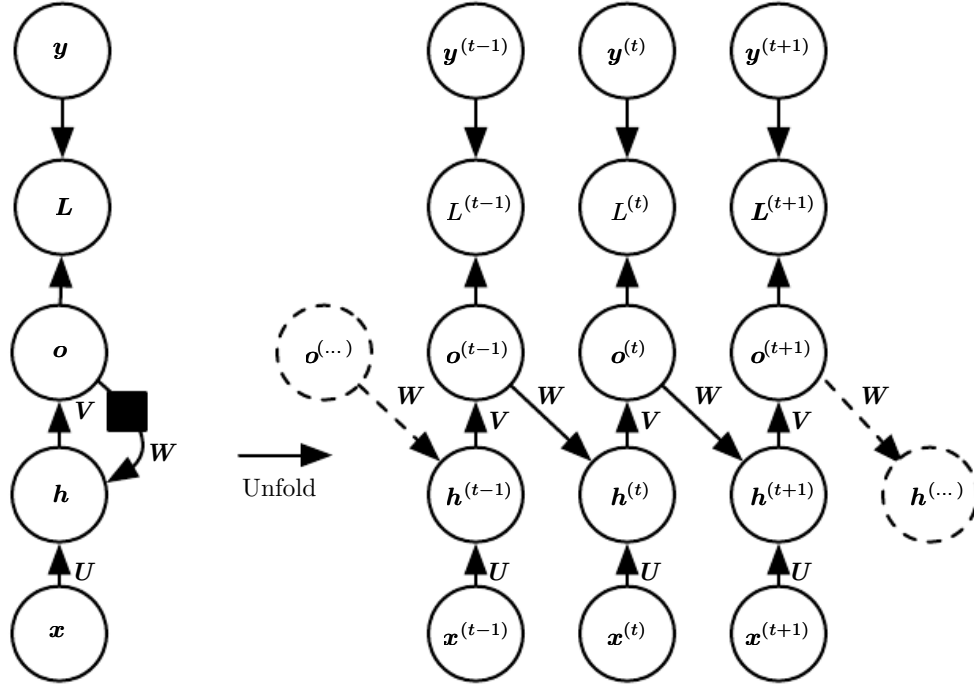 y y^(t−1) y^(t) y^(t+1)
L L^(t−1) L^(t) L^(t+1)
o o^(...) o^(t−1) o^(t) o^(t+1)
W W W W
V V V V
W
h h^(t−1) h^(t) h^(t+1) h^(...)
Unfold
U U U U
x x^(t−1) x^(t) x^(t+1)